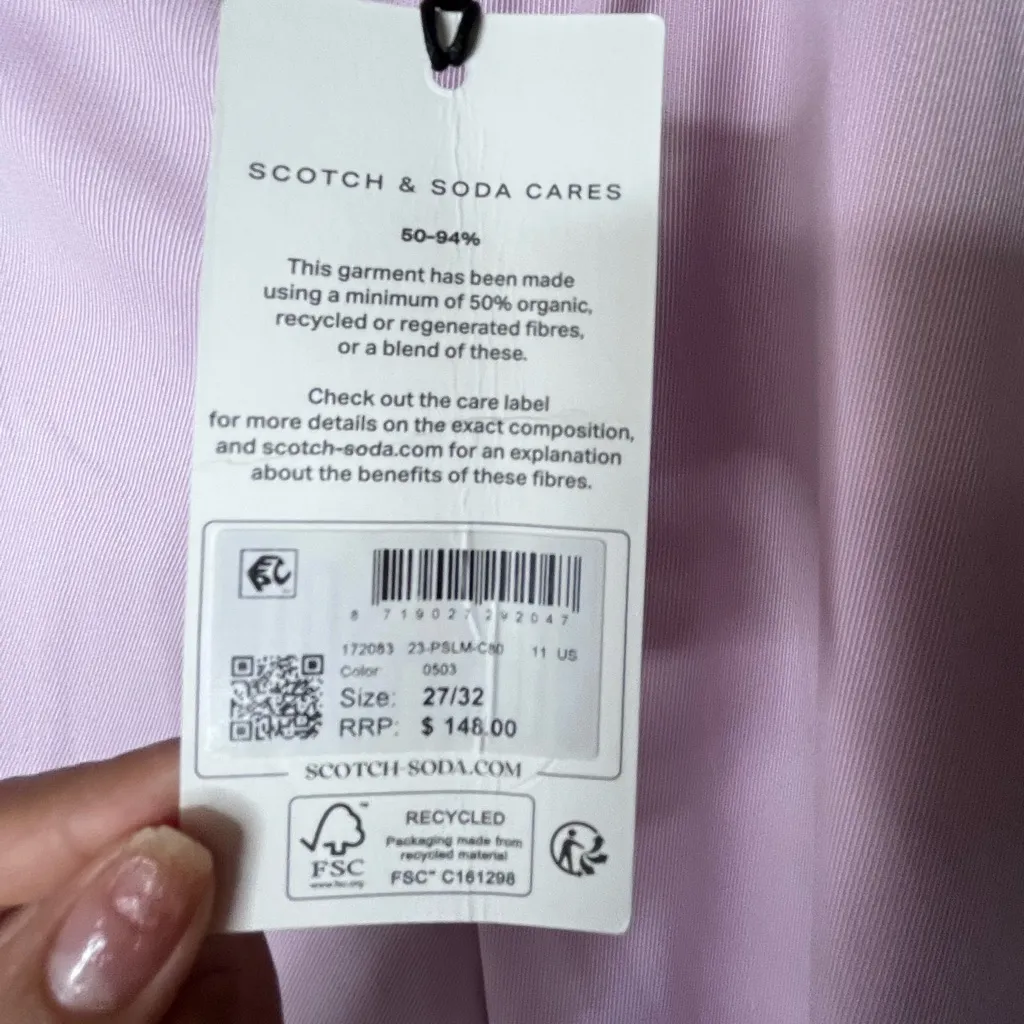 SCOTCH & SODA CARES
50-94%
This garment has been made
using a minimum of 50% organic,
recycled or regenerated fibres,
or a blend of these.
Check out the care label
for more details on the exact composition,
and scotch-soda.com for an explanation
about the benefits of these fibres.
8 719027 292047
172083 23-PSLM-C80 11 US
Color 0503
Size: 27/32
RRP: $ 148.00
SCOTCH-SODA.COM
FSC
www.fsc.org
RECYCLED
Packaging made from
recycled material
FSC™ C161298